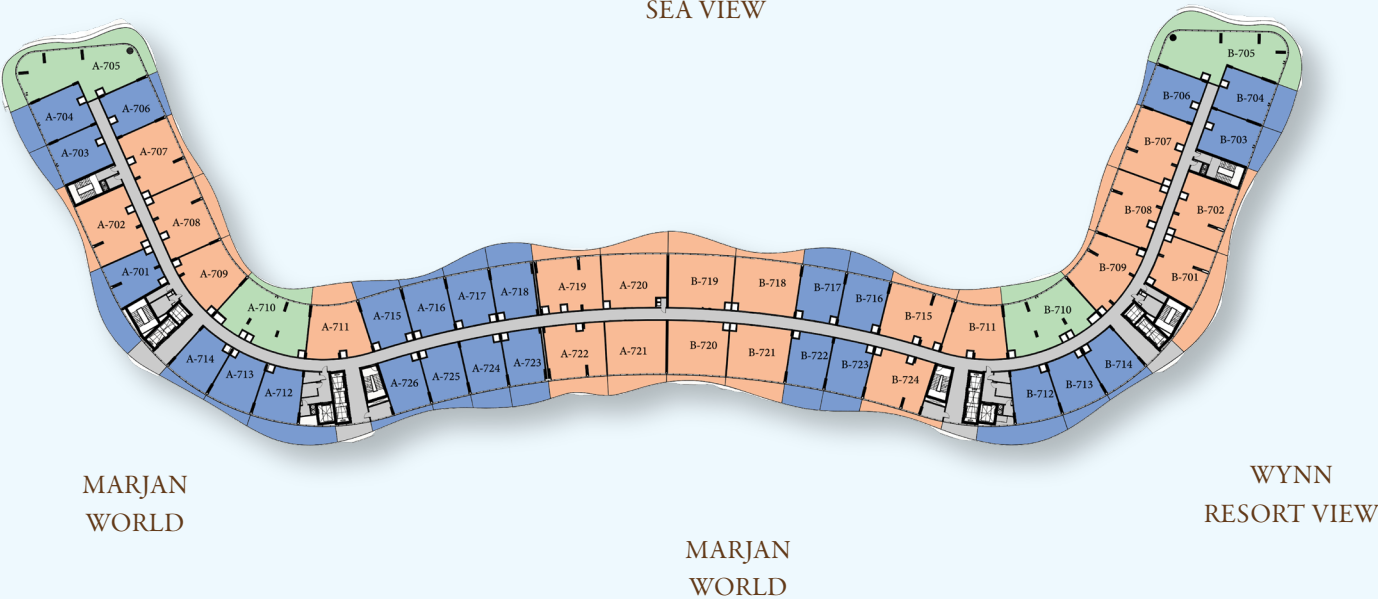 SEA VIEW
A-705
A-704
A-706
A-703
A-707
A-702
A-708
A-701
A-709
A-710
A-711
A-714
A-713
A-712
A-715
A-716
A-717
A-718
A-719
A-720
A-726
A-725
A-724
A-723
A-722
A-721
B-719
B-718
B-717
B-716
B-715
B-711
B-710
B-720
B-721
B-722
B-723
B-724
B-712
B-713
B-714
B-705
B-706
B-704
B-703
B-707
B-708
B-702
B-709
B-701
MARJAN
WORLD
MARJAN
WORLD
WYNN
RESORT VIEW